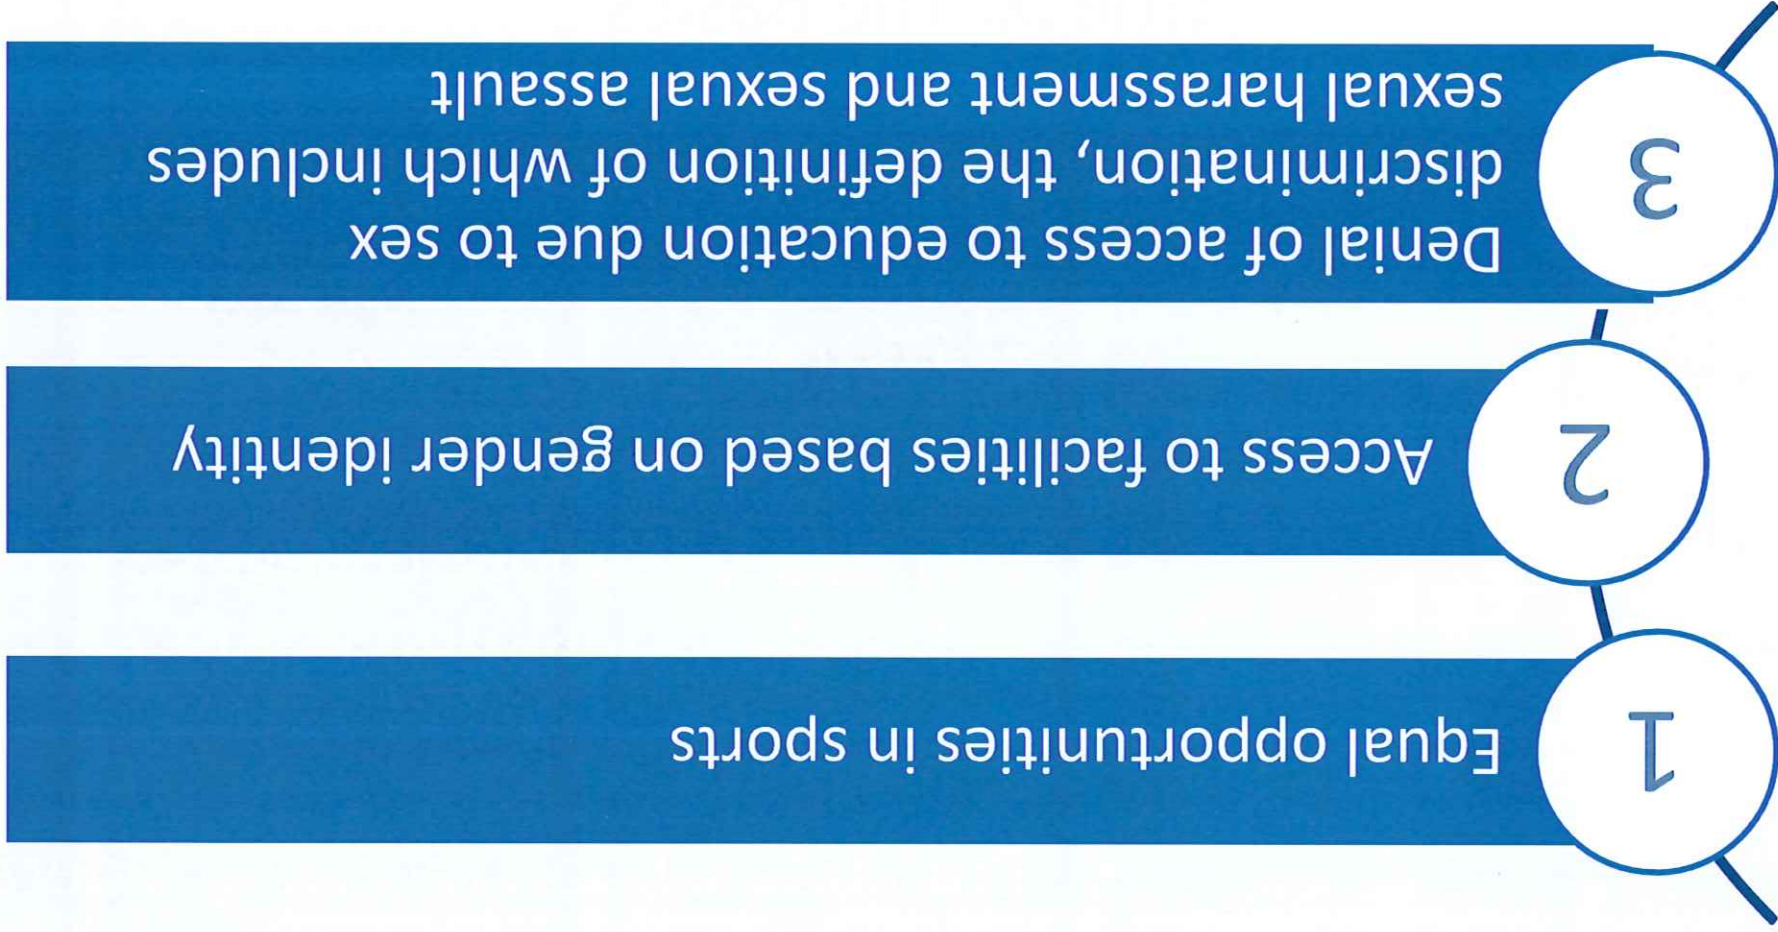 1
Equal opportunities in sports
2
Access to facilities based on gender identity
3
Denial of access to education due to sex
discrimination, the definition of which includes
sexual harassment and sexual assault